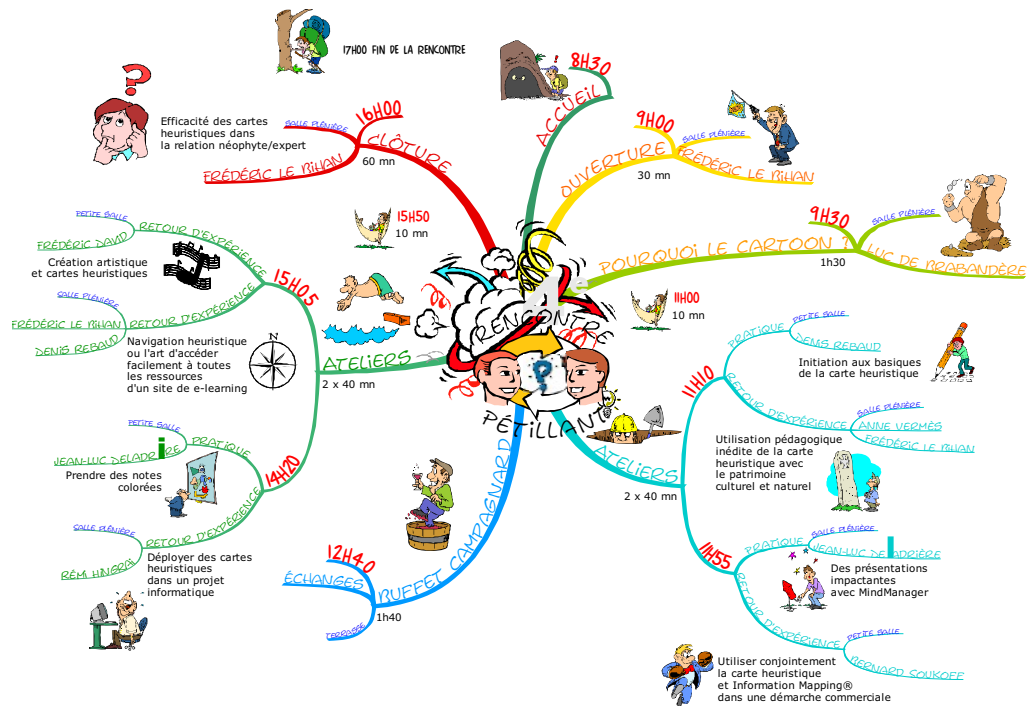 4e
RENCONTRE
PÉTILLANT
8H30
ACCUEIL
9H00
OUVERTURE
30 mn
SALLE PLÉNIÈRE
FRÉDÉRIC LE BIHAN
9H30
POURQUOI LE CARTOON ?
1h30
SALLE PLÉNIÈRE
LUC DE BRABANDÈRE
11H00
10 mn
ATELIERS
2 x 40 mn
11H10
PRATIQUE
PETITE SALLE
DENIS REBAUD
Initiation aux basiques
de la carte heuristique
RETOUR D'EXPÉRIENCE
SALLE PLÉNIÈRE
ANNE VERMÈS
FRÉDÉRIC LE BIHAN
Utilisation pédagogique
inédite de la carte
heuristique avec
le patrimoine
culturel et naturel
11H55
PRATIQUE
SALLE PLÉNIÈRE
JEAN-LUC DELADRIÈRE
Des présentations
impactantes
avec MindManager
RETOUR D'EXPÉRIENCE
PETITE SALLE
BERNARD SOUKOFF
Utiliser conjointement
la carte heuristique
et Information Mapping®
dans une démarche commerciale
12H40
BUFFET CAMPAGNARD
1h40
ÉCHANGES
TERRASSE
ATELIERS
2 x 40 mn
14H20
PRATIQUE
PETITE SALLE
JEAN-LUC DELADRIRE
i
Prendre des notes
colorées
RETOUR D'EXPÉRIENCE
SALLE PLÉNIÈRE
RÉMI HINGRAI
Déployer des cartes
heuristiques
dans un projet
informatique
15H05
RETOUR D'EXPÉRIENCE
PETITE SALLE
FRÉDÉRIC DAVID
Création artistique
et cartes heuristiques
RETOUR D'EXPÉRIENCE
SALLE PLÉNIÈRE
FRÉDÉRIC LE BIHAN
DENIS REBAUD
Navigation heuristique
ou l'art d'accéder
facilement à toutes
les ressources
d'un site de e-learning
N
15H50
10 mn
16H00
CLÔTURE
60 mn
SALLE PLÉNIÈRE
FRÉDÉRIC LE BIHAN
Efficacité des cartes
heuristiques dans
la relation néophyte/expert
?
17H00 FIN DE LA RENCONTRE